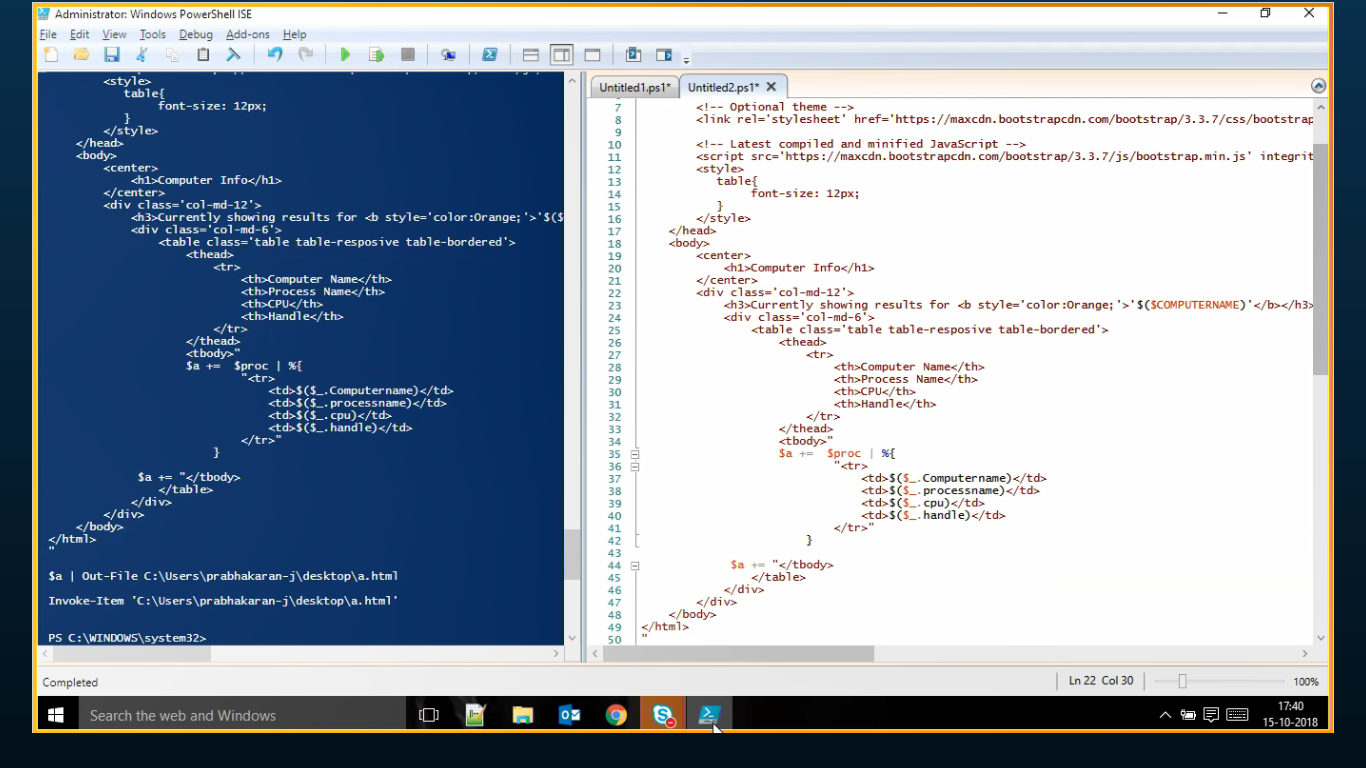 Administrator: Windows PowerShell ISE
File Edit View Tools Debug Add-ons Help
<style>
table{
font-size: 12px;
}
</style>
</head>
<body>
<center>
<h1>Computer Info</h1>
</center>
<div class='col-md-12'>
<h3>Currently showing results for <b style='color:Orange;'>'$($
<div class='col-md-6'>
<table class='table table-resposive table-bordered'>
<thead>
<tr>
<th>Computer Name</th>
<th>Process Name</th>
<th>CPU</th>
<th>Handle</th>
</tr>
</thead>
<tbody>"
$a += $proc | %{
"<tr>
<td>$($_.Computername)</td>
<td>$($_.processname)</td>
<td>$($_.cpu)</td>
<td>$($_.handle)</td>
</tr>"
}
$a += "</tbody>
</table>
</div>
</div>
</body>
</html>
"
$a | Out-File C:\Users\prabhakaran-j\desktop\a.html
Invoke-Item 'C:\Users\prabhakaran-j\desktop\a.html'
PS C:\WINDOWS\system32>
Untitled1.ps1* Untitled2.ps1*
7 <!-- Optional theme -->
8 <link rel='stylesheet' href='https://maxcdn.bootstrapcdn.com/bootstrap/3.3.7/css/bootstrap
9
10 <!-- Latest compiled and minified JavaScript -->
11 <script src='https://maxcdn.bootstrapcdn.com/bootstrap/3.3.7/js/bootstrap.min.js' integrit
12 <style>
13 table{
14 font-size: 12px;
15 }
16 </style>
17 </head>
18 <body>
19 <center>
20 <h1>Computer Info</h1>
21 </center>
22 <div class='col-md-12'>
23 <h3>Currently showing results for <b style='color:Orange;'>'$($COMPUTERNAME)'</b></h3>
24 <div class='col-md-6'>
25 <table class='table table-resposive table-bordered'>
26 <thead>
27 <tr>
28 <th>Computer Name</th>
29 <th>Process Name</th>
30 <th>CPU</th>
31 <th>Handle</th>
32 </tr>
33 </thead>
34 <tbody>"
35 $a += $proc | %{
36 "<tr>
37 <td>$($_.Computername)</td>
38 <td>$($_.processname)</td>
39 <td>$($_.cpu)</td>
40 <td>$($_.handle)</td>
41 </tr>"
42 }
43
44 $a += "</tbody>
45 </table>
46 </div>
47 </div>
48 </body>
49 </html>
50 "
Completed
Ln 22 Col 30
100%
Search the web and Windows
17:40
15-10-2018